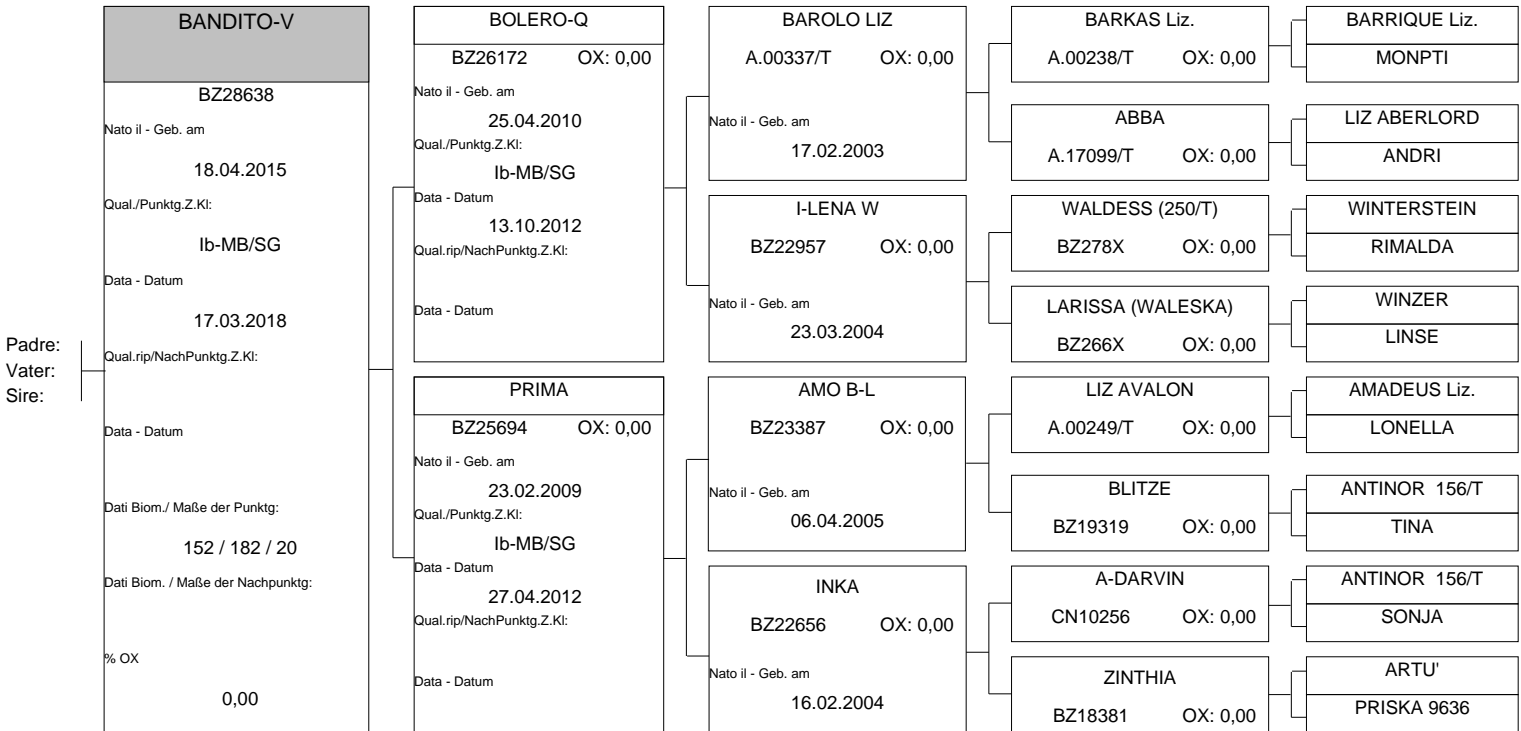 Padre:
Vater:
Sire:
BANDITO-V
BZ28638
Nato il - Geb. am
18.04.2015
Qual./Punktg.Z.Kl:
Ib-MB/SG
Data - Datum
17.03.2018
Qual.rip/NachPunktg.Z.Kl:
Data - Datum
Dati Biom./ Maße der Punktg:
152 / 182 / 20
Dati Biom. / Maße der Nachpunktg:
% OX
0,00
BOLERO-Q
BZ26172 OX: 0,00
Nato il - Geb. am
25.04.2010
Qual./Punktg.Z.Kl:
Ib-MB/SG
Data - Datum
13.10.2012
Qual.rip/NachPunktg.Z.Kl:
Data - Datum
PRIMA
BZ25694 OX: 0,00
Nato il - Geb. am
23.02.2009
Qual./Punktg.Z.Kl:
Ib-MB/SG
Data - Datum
27.04.2012
Qual.rip/NachPunktg.Z.Kl:
Data - Datum
BAROLO LIZ
A.00337/T OX: 0,00
Nato il - Geb. am
17.02.2003
I-LENA W
BZ22957 OX: 0,00
Nato il - Geb. am
23.03.2004
AMO B-L
BZ23387 OX: 0,00
Nato il - Geb. am
06.04.2005
INKA
BZ22656 OX: 0,00
Nato il - Geb. am
16.02.2004
BARKAS Liz.
A.00238/T OX: 0,00
ABBA
A.17099/T OX: 0,00
WALDESS (250/T)
BZ278X OX: 0,00
LARISSA (WALESKA)
BZ266X OX: 0,00
LIZ AVALON
A.00249/T OX: 0,00
BLITZE
BZ19319 OX: 0,00
A-DARVIN
CN10256 OX: 0,00
ZINTHIA
BZ18381 OX: 0,00
BARRIQUE Liz.
MONPTI
LIZ ABERLORD
ANDRI
WINTERSTEIN
RIMALDA
WINZER
LINSE
AMADEUS Liz.
LONELLA
ANTINOR 156/T
TINA
ANTINOR 156/T
SONJA
ARTU'
PRISKA 9636